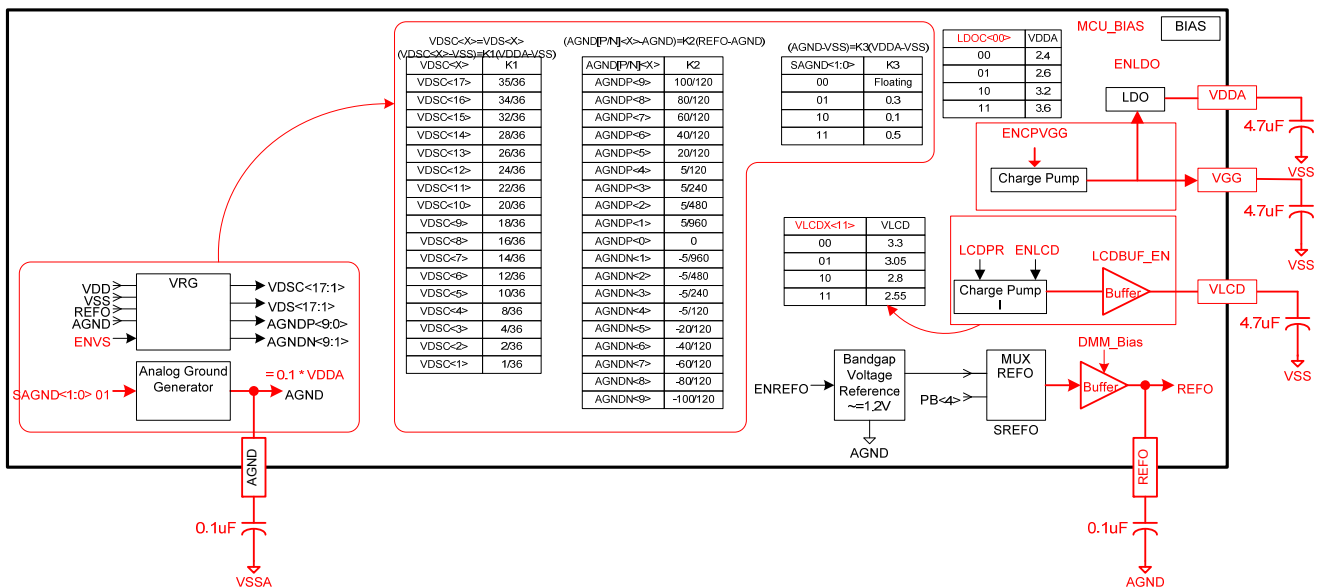 MCU_BIAS
BIAS
VDSC<X>=VDS<X>
(VDSC<X>-VSS)=K1(VDDA-VSS)
VDSC<X> K1
VDSC<17> 35/36
VDSC<16> 34/36
VDSC<15> 32/36
VDSC<14> 28/36
VDSC<13> 26/36
VDSC<12> 24/36
VDSC<11> 22/36
VDSC<10> 20/36
VDSC<9> 18/36
VDSC<8> 16/36
VDSC<7> 14/36
VDSC<6> 12/36
VDSC<5> 10/36
VDSC<4> 8/36
VDSC<3> 4/36
VDSC<2> 2/36
VDSC<1> 1/36
(AGND[P/N]<X>-AGND)=K2(REFO-AGND)
AGND[P/N]<X> K2
AGNDP<9> 100/120
AGNDP<8> 80/120
AGNDP<7> 60/120
AGNDP<6> 40/120
AGNDP<5> 20/120
AGNDP<4> 5/120
AGNDP<3> 5/240
AGNDP<2> 5/480
AGNDP<1> 5/960
AGNDP<0> 0
AGNDN<1> -5/960
AGNDN<2> -5/480
AGNDN<3> -5/240
AGNDN<4> -5/120
AGNDN<5> -20/120
AGNDN<6> -40/120
AGNDN<7> -60/120
AGNDN<8> -80/120
AGNDN<9> -100/120
(AGND-VSS)=K3(VDDA-VSS)
SAGND<1:0> K3
00 Floating
01 0.3
10 0.1
11 0.5
LDOC<00> VDDA
00 2.4
01 2.6
10 3.2
11 3.6
ENLDO
LDO
VDDA
4.7uF
VSS
ENCPVGG
Charge Pump
VGG
4.7uF
VSS
VLCDX<11> VLCD
00 3.3
01 3.05
10 2.8
11 2.55
LCDPR
ENLCD
LCDBUF_EN
Charge Pump
I
Buffer
VLCD
4.7uF
VSS
VDD
VSS
REFO
AGND
ENVS
VRG
VDSC<17:1>
VDS<17:1>
AGNDP<9:0>
AGNDN<9:1>
SAGND<1:0> 01
Analog Ground
Generator
= 0.1 * VDDA
AGND
AGND
0.1uF
VSSA
ENREFO
Bandgap
Voltage
Reference
~=1.2V
AGND
PB<4>
MUX
REFO
SREFO
DMM_Bias
Buffer
REFO
REFO
0.1uF
AGND